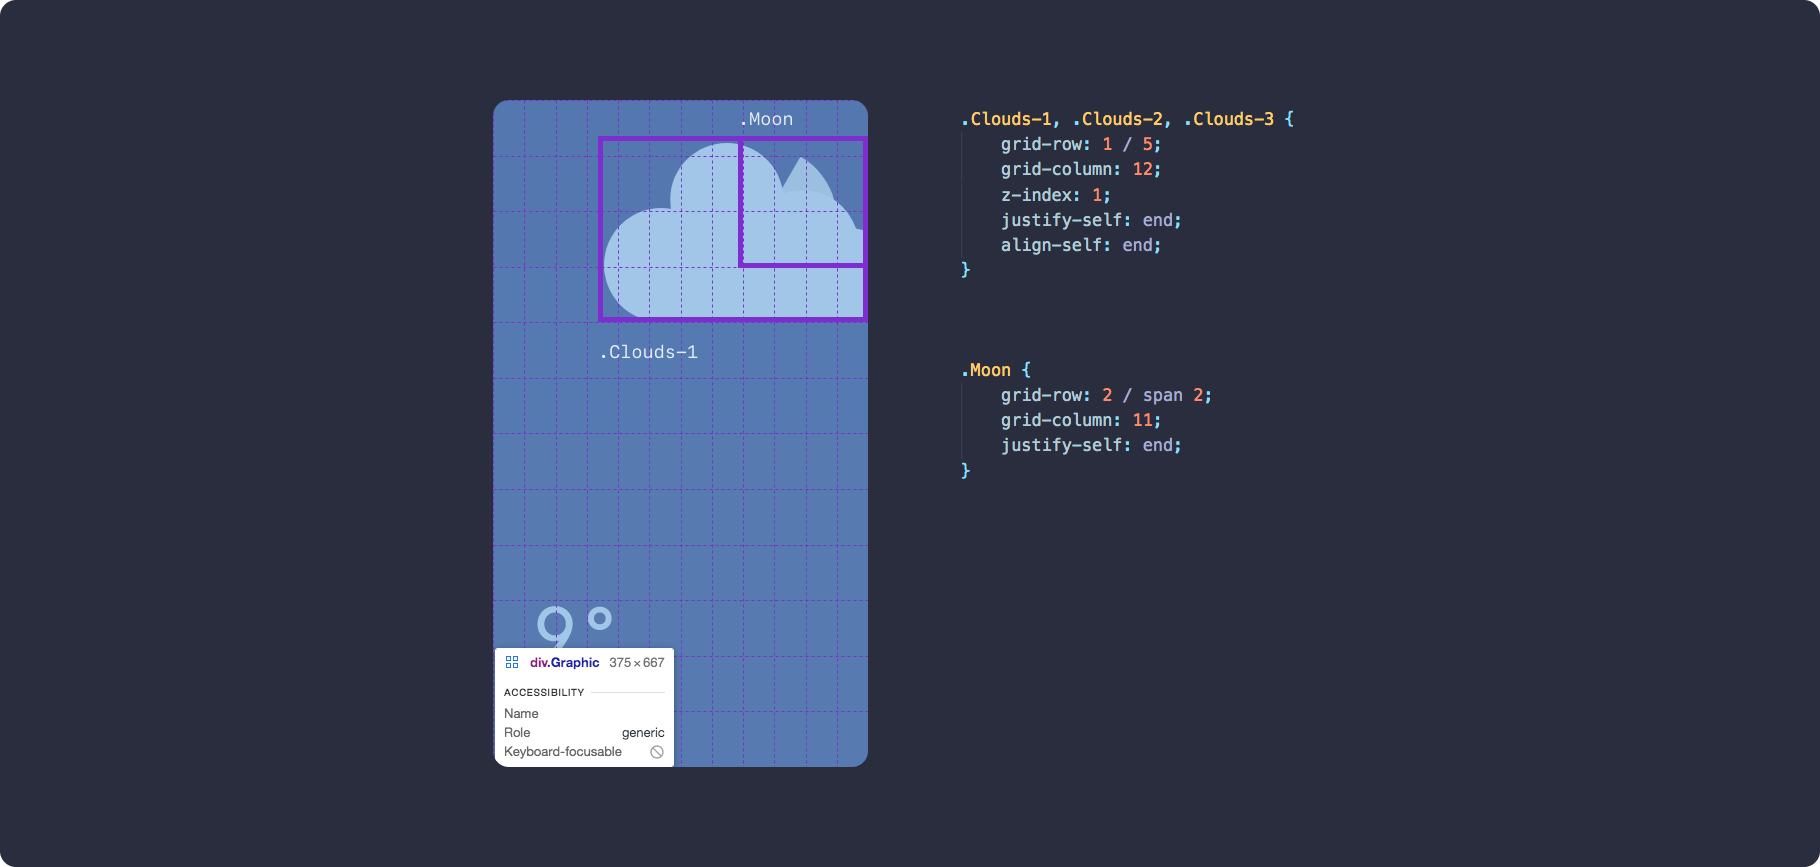 .Moon
.Clouds-1
9°
div.Graphic 375×667
ACCESSIBILITY
Name
Role generic
Keyboard-focusable
.Clouds-1, .Clouds-2, .Clouds-3 {
    grid-row: 1 / 5;
    grid-column: 12;
    z-index: 1;
    justify-self: end;
    align-self: end;
}
.Moon {
    grid-row: 2 / span 2;
    grid-column: 11;
    justify-self: end;
}